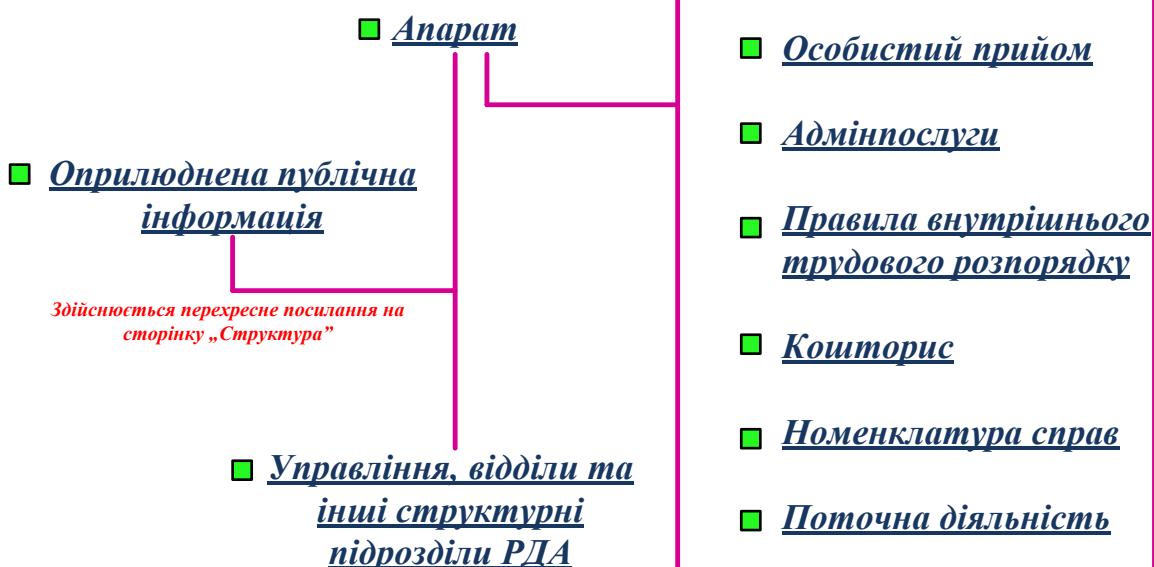 Апарат
Оприлюднена публічна
інформація
Здійснюється перехресне посилання на
сторінку „Структура”
Управління, відділи та
інші структурні
підрозділи РДА
Особистий прийом
Адмінпослуги
Правила внутрішнього
трудового розпорядку
Кошторис
Номенклатура справ
Поточна діяльність